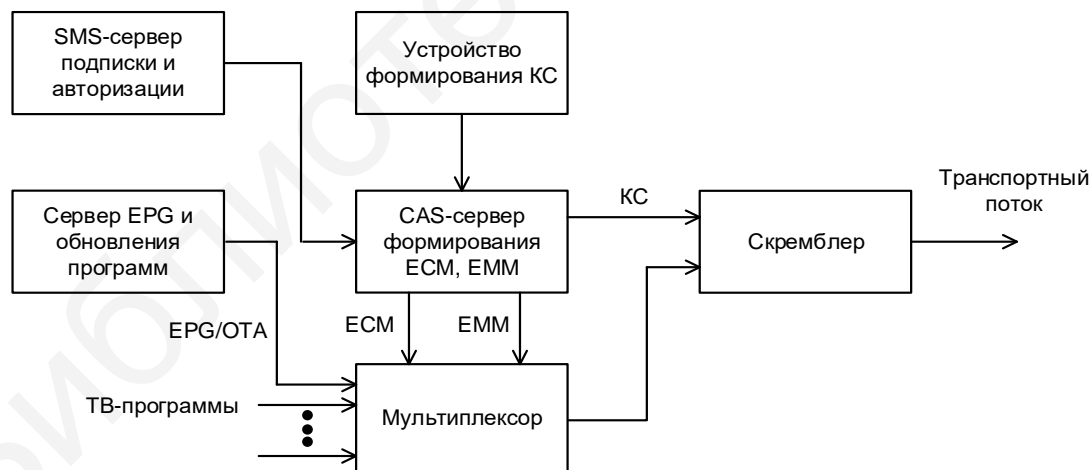 SMS-сервер
подписки и
авторизации
Устройство
формирования КС
Сервер EPG и
обновления
программ
CAS-сервер
формирования
ECM, EMM
КС
Скремблер
Транспортный
поток
EPG/OTA
ECM
EMM
ТВ-программы
Мультиплексор